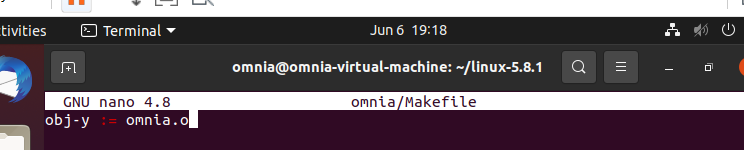 tivities Terminal Jun 6 19:18
omnia@omnia-virtual-machine: ~/linux-5.8.1
GNU nano 4.8 omnia/Makefile
obj-y := omnia.o